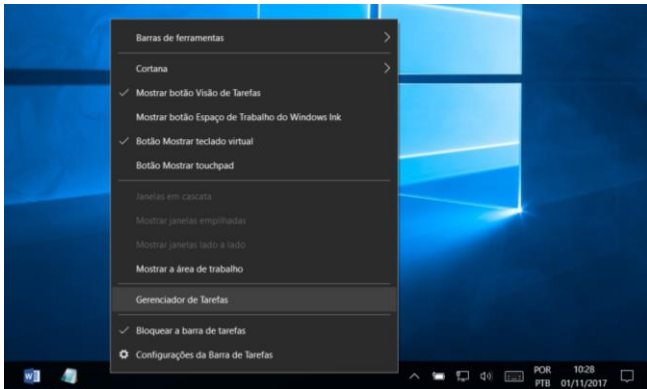 Barras de ferramentas
Cortana
Mostrar botão Visão de Tarefas
Mostrar botão Espaço de Trabalho do Windows Ink
Botão Mostrar teclado virtual
Botão Mostrar touchpad
Janelas em cascata
Mostrar janelas empilhadas
Mostrar janelas lado a lado
Mostrar a área de trabalho
Gerenciador de Tarefas
Bloquear a barra de tarefas
Configurações da Barra de Tarefas
POR 10:28
PTB 01/11/2017